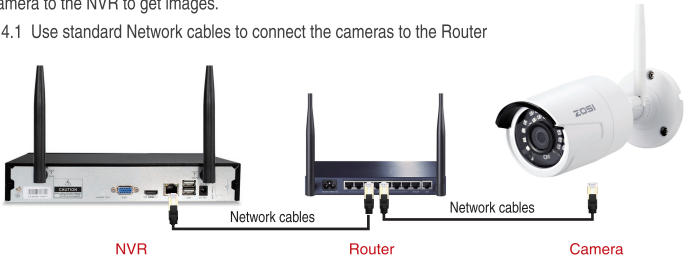 amera to the NVR to get images.
4.1 Use standard Network cables to connect the cameras to the Router
ZOSI
CAUTION
Network cables
Network cables
NVR
Router
Camera